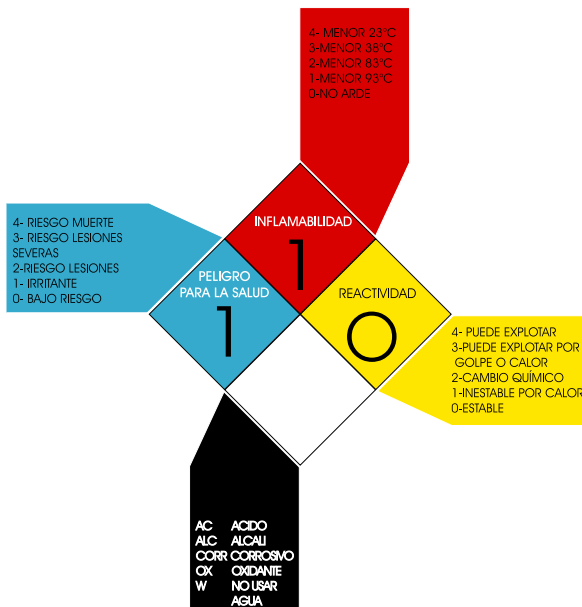 4- MENOR 23°C
3-MENOR 38°C
2-MENOR 83°C
1-MENOR 93°C
0-NO ARDE
INFLAMABILIDAD
1
4- RIESGO MUERTE
3- RIESGO LESIONES
SEVERAS
2-RIESGO LESIONES
1- IRRITANTE
0- BAJO RIESGO
PELIGRO
PARA LA SALUD
1
REACTIVIDAD
0
4- PUEDE EXPLOTAR
3-PUEDE EXPLOTAR POR
GOLPE O CALOR
2-CAMBIO QUÍMICO
1-INESTABLE POR CALOR
0-ESTABLE
AC ACIDO
ALC ALCALI
CORR CORROSIVO
OX OXIDANTE
W NO USAR
AGUA